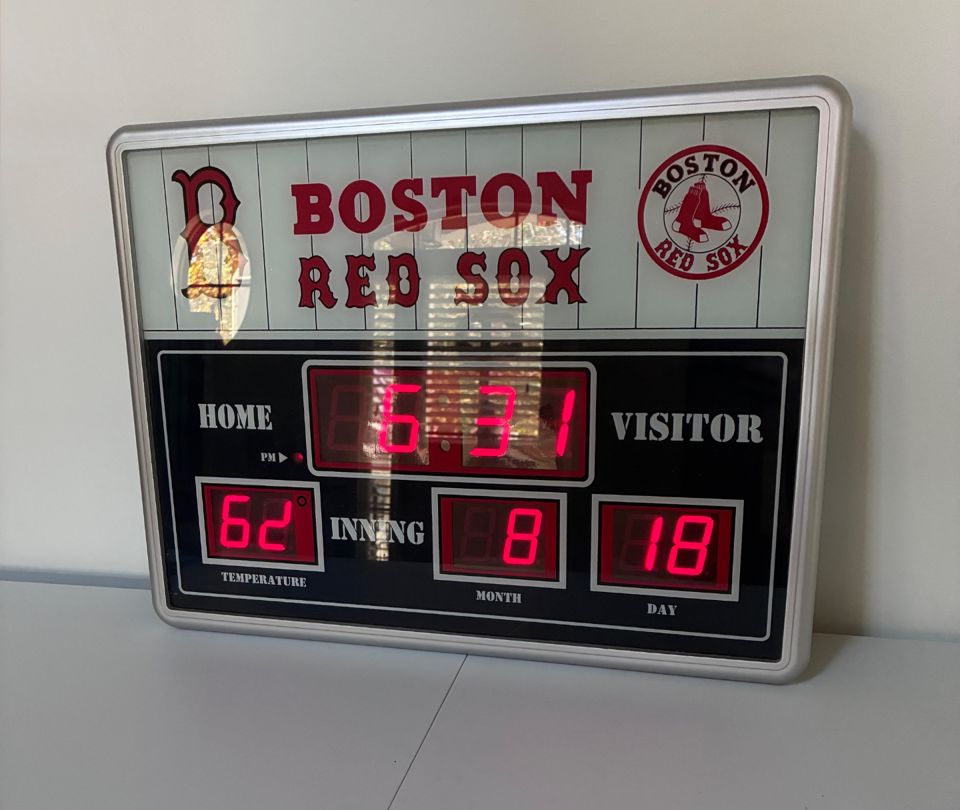 B
BOSTON
RED SOX
BOSTON
RED SOX
HOME
6 31
VISITOR
PM
62°
INNING
8
18
TEMPERATURE
MONTH
DAY